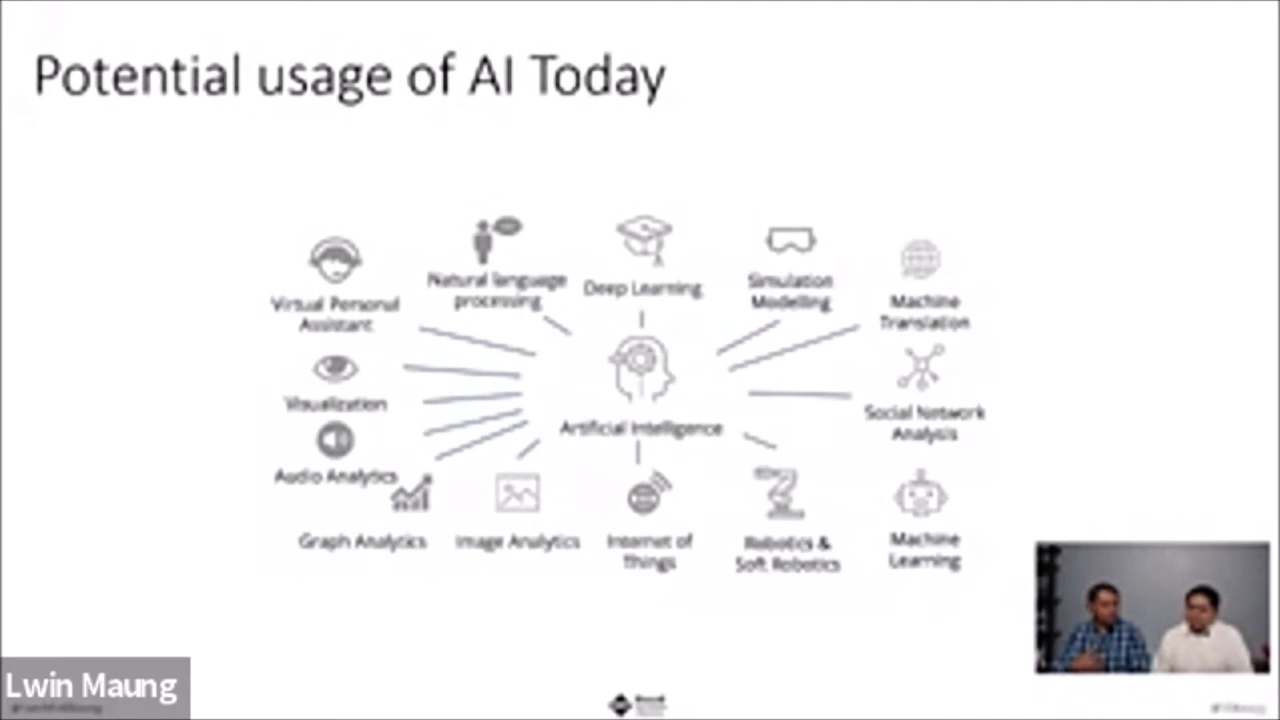 Potential usage of AI Today
Virtual Personal
Assistant
Natural language
processing
Deep Learning
Simulation
Modelling
Machine
Translation
Visualization
Artificial Intelligence
Social Network
Analysis
Audio Analytics
Graph Analytics
Image Analytics
Internet of
Things
Robotics &
Soft Robotics
Machine
Learning
Lwin Maung